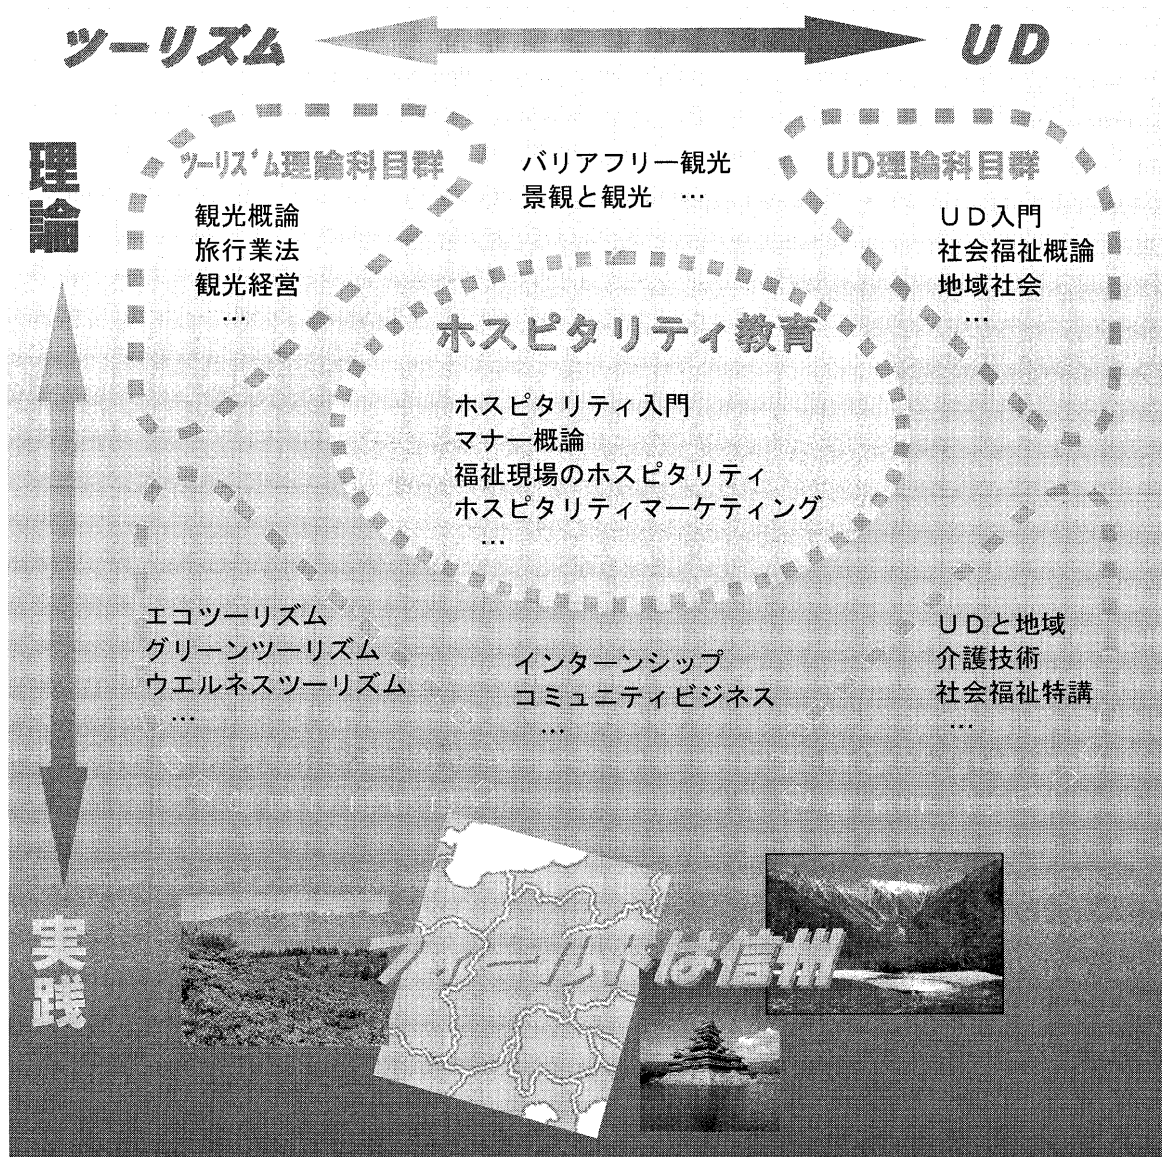 ツーリズム
ＵＤ
理論
ﾂｰﾘｽﾞﾑ理論科目群
観光概論
旅行業法
観光経営
…
バリアフリー観光
景観と観光　…
UD理論科目群
ＵＤ入門
社会福祉概論
地域社会
…
ホスピタリティ教育
ホスピタリティ入門
マナー概論
福祉現場のホスピタリティ
ホスピタリティマーケティング
…
エコツーリズム
グリーンツーリズム
ウエルネスツーリズム
…
インターンシップ
コミュニティビジネス
…
ＵＤと地域
介護技術
社会福祉特講
…
実践
フィールドは信州